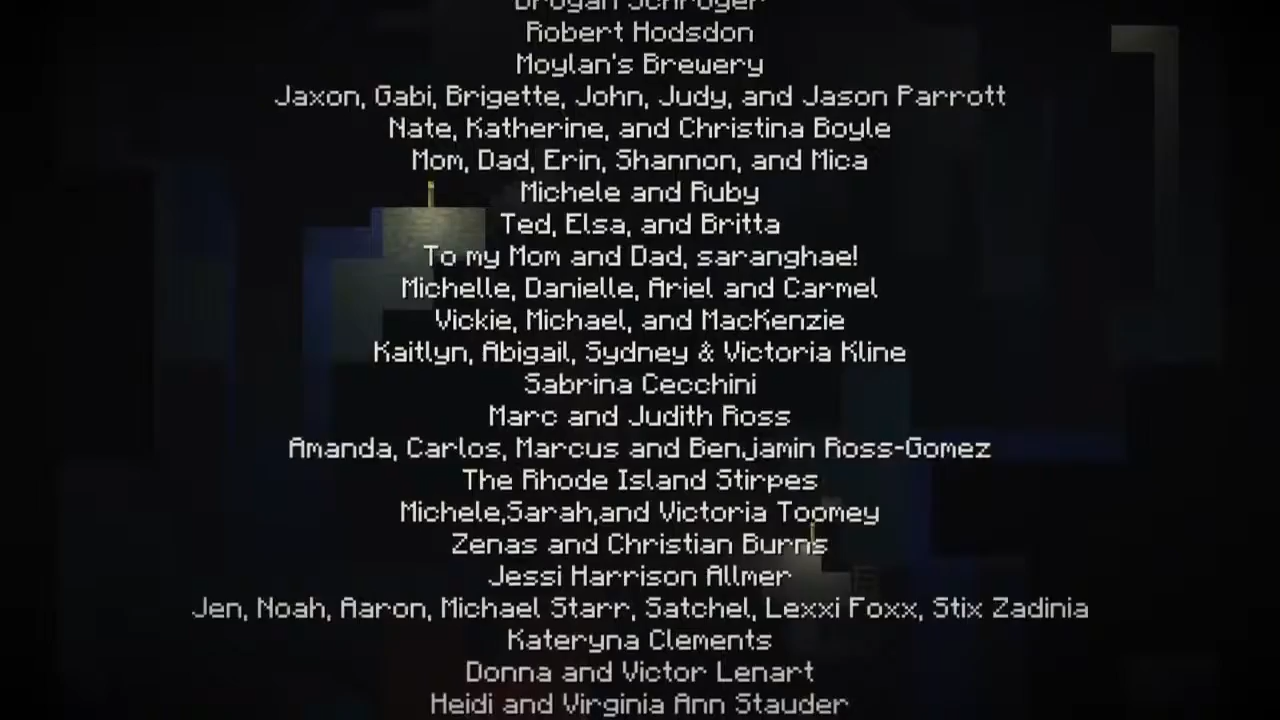 Robert Hodsdon
Moylan's Brewery
Jaxon, Gabi, Brigette, John, Judy, and Jason Parrott
Nate, Katherine, and Christina Boyle
Mom, Dad, Erin, Shannon, and Mica
Michele and Ruby
Ted, Elsa, and Britta
To my Mom and Dad, saranghae!
Michelle, Danielle, Ariel and Carmel
Vickie, Michael, and MacKenzie
Kaitlyn, Abigail, Sydney & Victoria Kline
Sabrina Cecchini
Marc and Judith Ross
Amanda, Carlos, Marcus and Benjamin Ross-Gomez
The Rhode Island Stirpes
Michele,Sarah,and Victoria Toomey
Zenas and Christian Burns
Jessi Harrison Allmer
Jen, Noah, Aaron, Michael Starr, Satchel, Lexxi Foxx, Stix Zadinia
Kateryna Clements
Donna and Victor Lenart
Heidi and Virginia Ann Stauder